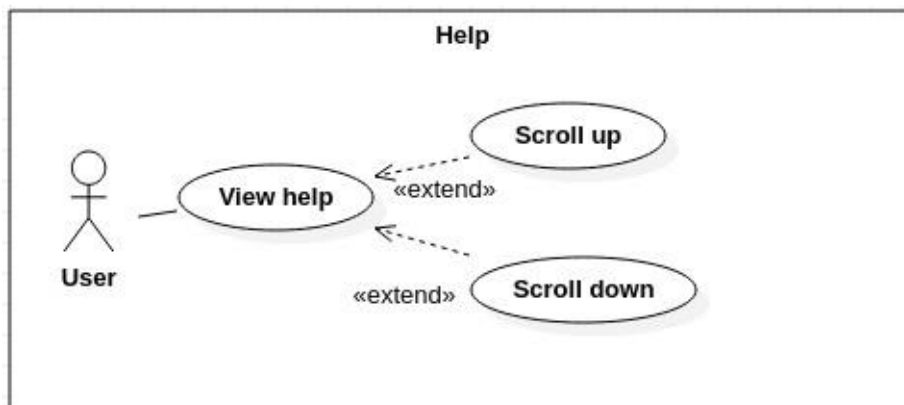 Help
Scroll up
«extend»
View help
User
«extend»
Scroll down